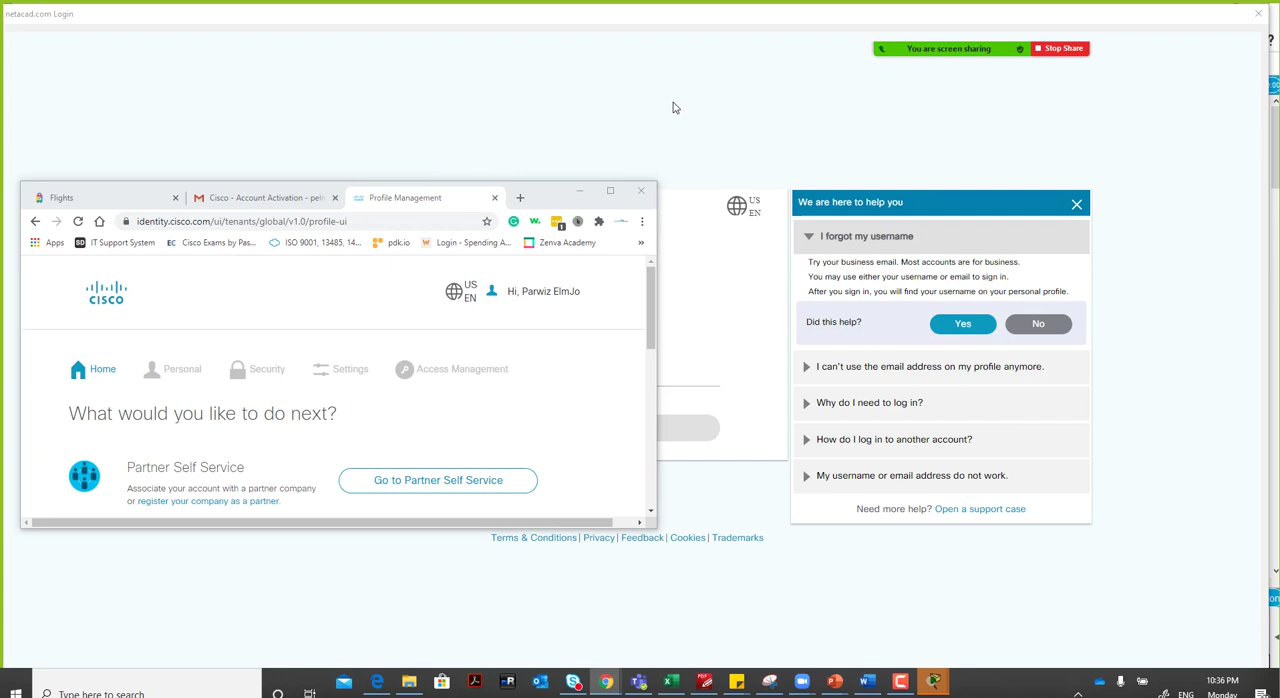 netacad.com Login
You are screen sharing
Stop Share
Flights
Cisco - Account Activation - pel
Profile Management
identity.cisco.com/ui/tenants/global/v1.0/profile-ui
Apps
IT Support System
Cisco Exams by Pas...
ISO 9001, 13485, 14...
pdk.io
Login - Spending A...
Zenva Academy
CISCO
US
EN
Hi, Parwiz ElmJo
Home
Personal
Security
Settings
Access Management
What would you like to do next?
Partner Self Service
Associate your account with a partner company
or register your company as a partner.
Go to Partner Self Service
US
EN
We are here to help you
I forgot my username
Try your business email. Most accounts are for business.
You may use either your username or email to sign in.
After you sign in, you will find your username on your personal profile.
Did this help?
Yes
No
I can't use the email address on my profile anymore.
Why do I need to log in?
How do I log in to another account?
My username or email address do not work.
Need more help? Open a support case
Terms & Conditions | Privacy | Feedback | Cookies | Trademarks
Type here to search
10:36 PM
ENG
Monday